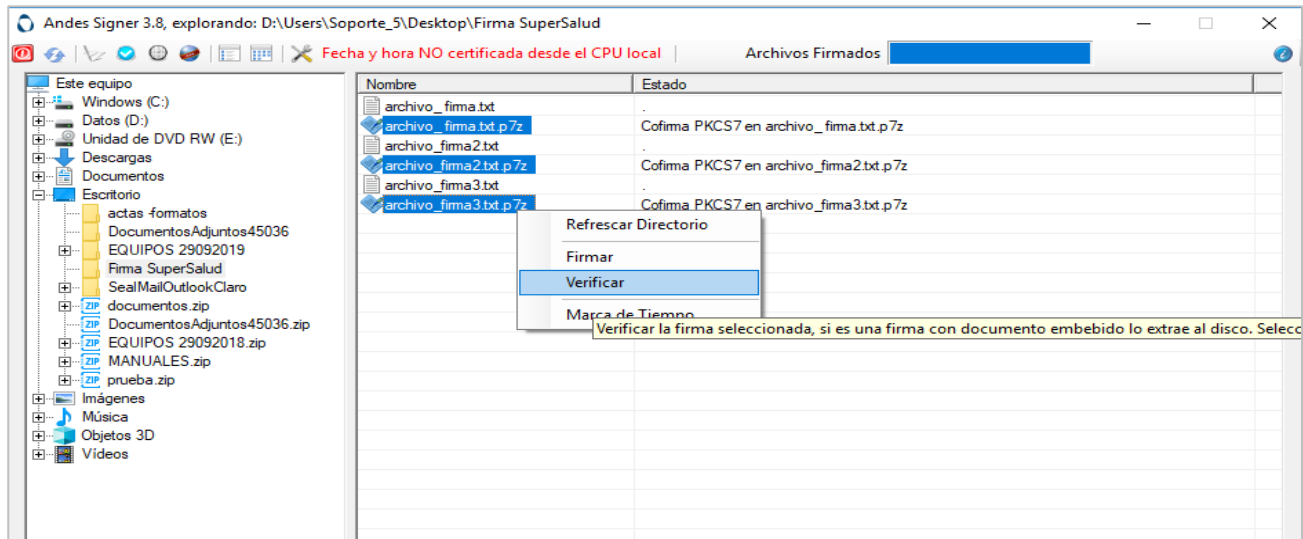 Andes Signer 3.8, explorando: D:\Users\Soporte_5\Desktop\Firma SuperSalud
Fecha y hora NO certificada desde el CPU local
Archivos Firmados
Este equipo
Windows (C:)
Datos (D:)
Unidad de DVD RW (E:)
Descargas
Documentos
Escritorio
actas -formatos
DocumentosAdjuntos45036
EQUIPOS 29092019
Firma SuperSalud
SealMailOutlookClaro
ZIP documentos.zip
ZIP DocumentosAdjuntos45036.zip
ZIP EQUIPOS 29092018.zip
ZIP MANUALES.zip
ZIP prueba.zip
Imágenes
Música
Objetos 3D
Vídeos
Nombre Estado
archivo_ firma.txt .
archivo_ firma.txt.p7z Cofirma PKCS7 en archivo_ firma.txt.p7z
archivo_firma2.txt .
archivo_firma2.txt.p7z Cofirma PKCS7 en archivo_firma2.txt.p7z
archivo_firma3.txt .
archivo_firma3.txt.p7z Cofirma PKCS7 en archivo_firma3.txt.p7z
Refrescar Directorio
Firmar
Verificar
Marca de Tiempo
Verificar la firma seleccionada, si es una firma con documento embebido lo extrae al disco. Selecc